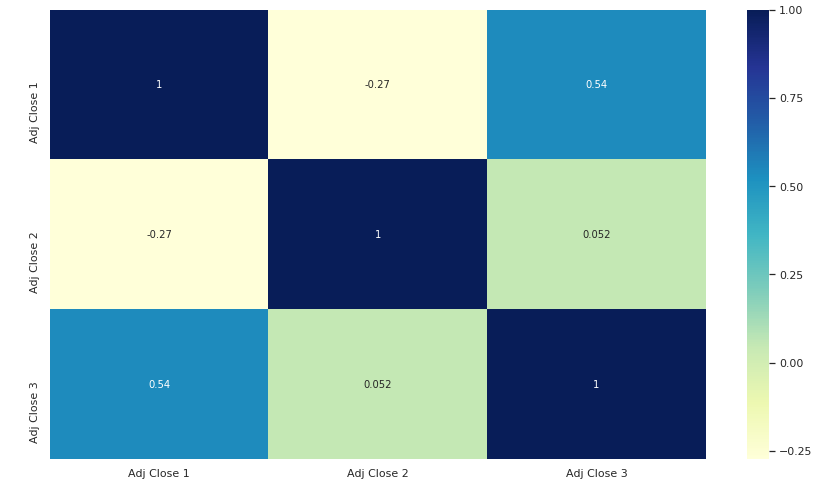 Adj Close 1
1
-0.27
0.54
Adj Close 2
-0.27
1
0.052
Adj Close 3
0.54
0.052
1
Adj Close 1
Adj Close 2
Adj Close 3
1.00
0.75
0.50
0.25
0.00
−0.25